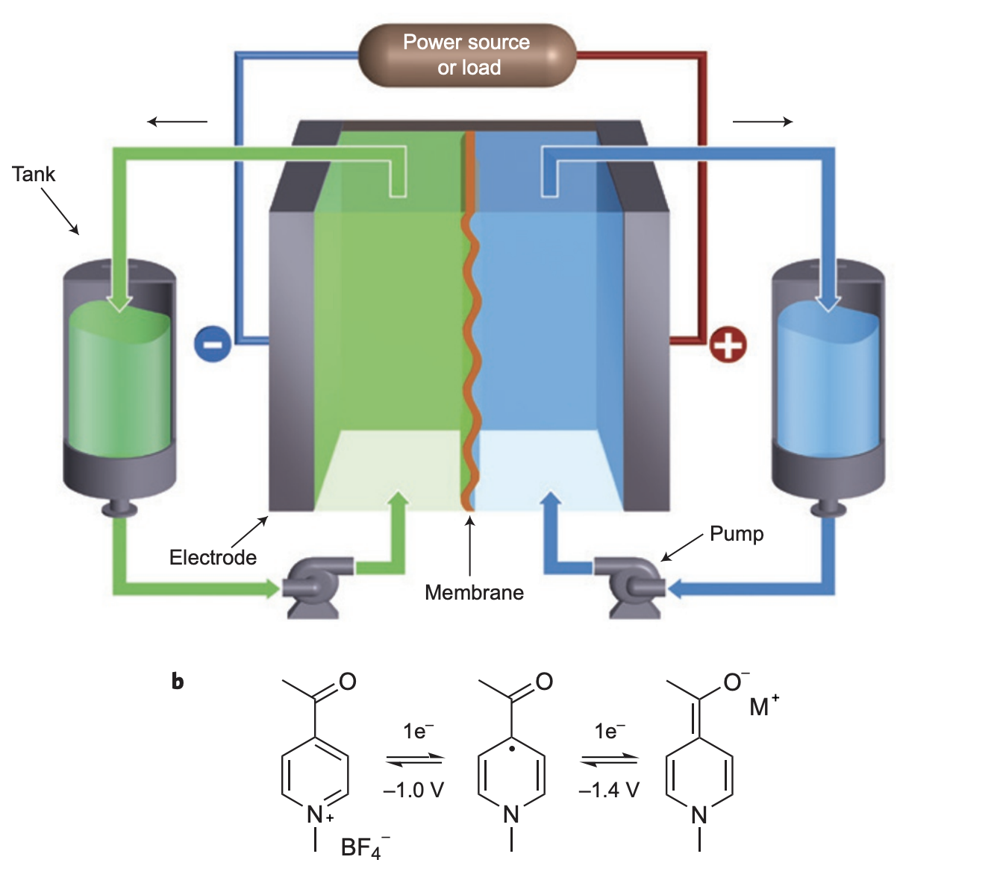 Power source
or load
Tank
-
+
Electrode
Pump
Membrane
b
O
O
O⁻
M⁺
1e⁻
1e⁻
–1.0 V
–1.4 V
N⁺
N
N
BF₄⁻